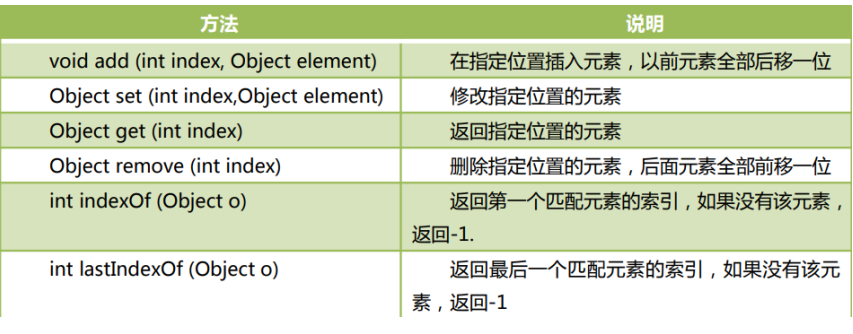 方法 说明
void add (int index, Object element) 在指定位置插入元素，以前元素全部后移一位
Object set (int index,Object element) 修改指定位置的元素
Object get (int index) 返回指定位置的元素
Object remove (int index) 删除指定位置的元素，后面元素全部前移一位
int indexOf (Object o) 返回第一个匹配元素的索引，如果没有该元素，
返回-1.
int lastIndexOf (Object o) 返回最后一个匹配元素的索引，如果没有该元
素，返回-1